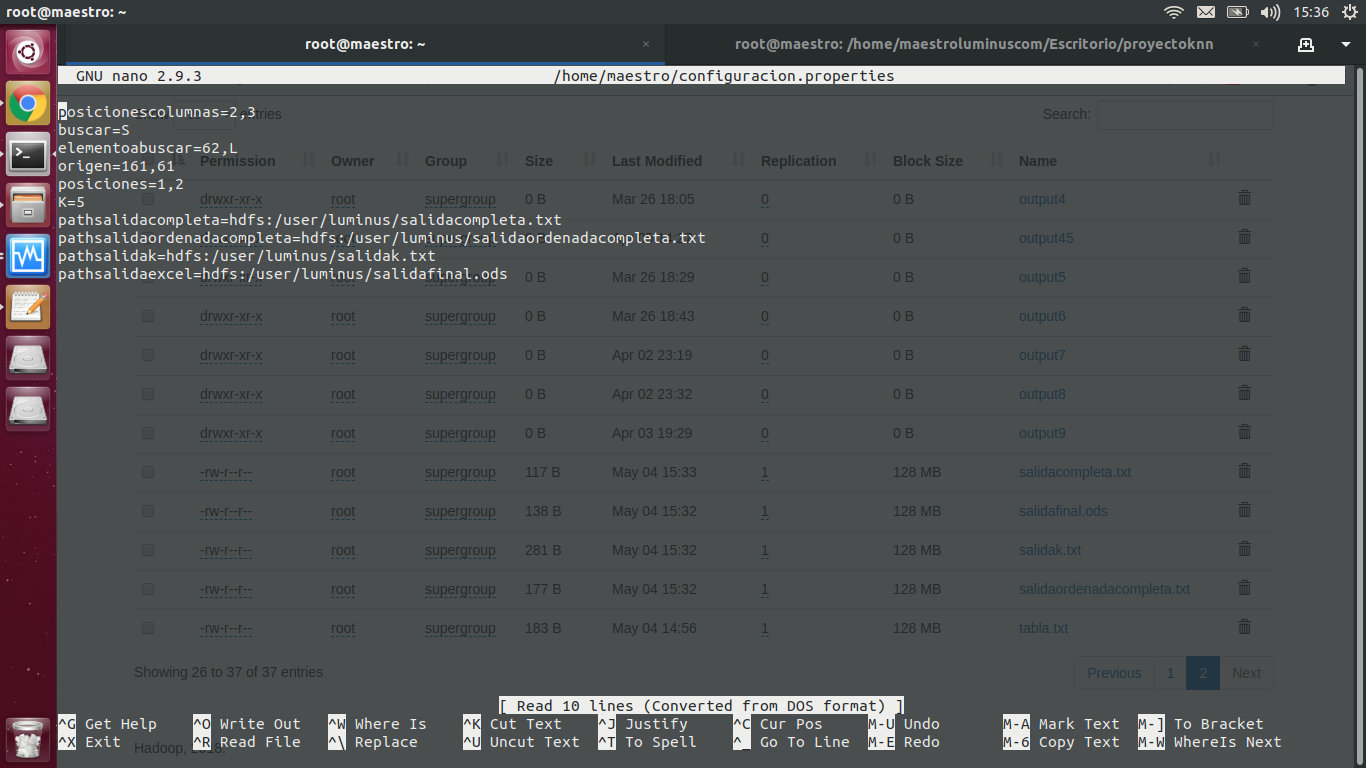 root@maestro: ~
15:36
root@maestro: ~ ×
root@maestro: /home/maestroluminuscom/Escritorio/proyectoknn ×
GNU nano 2.9.3 /home/maestro/configuracion.properties
posicionescolumnas=2,3
buscar=S
elementoabuscar=62,L
origen=161,61
posiciones=1,2
K=5
pathsalidacompleta=hdfs:/user/luminus/salidacompleta.txt
pathsalidaordenadacompleta=hdfs:/user/luminus/salidaordenadacompleta.txt
pathsalidak=hdfs:/user/luminus/salidak.txt
pathsalidaexcel=hdfs:/user/luminus/salidafinal.ods
entries Search:
Permission Owner Group Size Last Modified Replication Block Size Name
drwxr-xr-x root supergroup 0 B Mar 26 18:05 0 0 B output4
0 0 B output45
Mar 26 18:29 0 0 B output5
drwxr-xr-x root supergroup 0 B Mar 26 18:43 0 0 B output6
drwxr-xr-x root supergroup 0 B Apr 02 23:19 0 0 B output7
drwxr-xr-x root supergroup 0 B Apr 02 23:32 0 0 B output8
drwxr-xr-x root supergroup 0 B Apr 03 19:29 0 0 B output9
-rw-r--r-- root supergroup 117 B May 04 15:33 1 128 MB salidacompleta.txt
-rw-r--r-- root supergroup 138 B May 04 15:32 1 128 MB salidafinal.ods
-rw-r--r-- root supergroup 281 B May 04 15:32 1 128 MB salidak.txt
-rw-r--r-- root supergroup 177 B May 04 15:32 1 128 MB salidaordenadacompleta.txt
-rw-r--r-- root supergroup 183 B May 04 14:56 1 128 MB tabla.txt
Showing 26 to 37 of 37 entries Previous 1 2 Next
[ Read 10 lines (Converted from DOS format) ]
^G Get Help ^O Write Out ^W Where Is ^K Cut Text ^J Justify ^C Cur Pos M-U Undo M-A Mark Text M-] To Bracket
^X Exit ^R Read File ^\ Replace ^U Uncut Text ^T To Spell ^_ Go To Line M-E Redo M-6 Copy Text M-W WhereIs Next